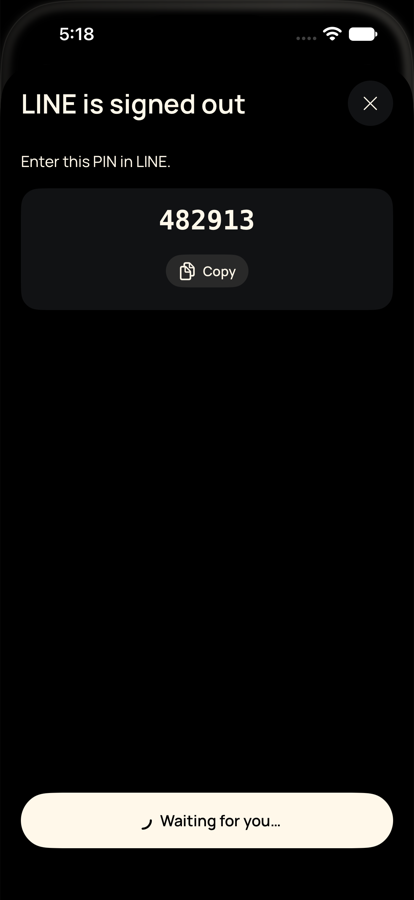 5:18
LINE is signed out
Enter this PIN in LINE.
482913
Copy
Waiting for you...